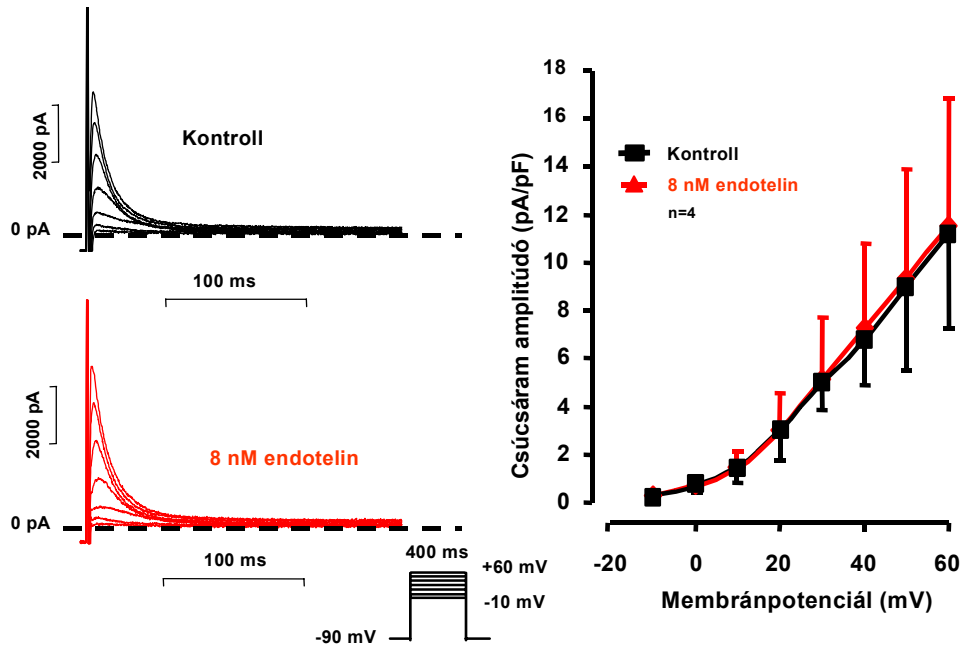 2000 pA
Kontroll
0 pA
100 ms
2000 pA
8 nM endotelin
0 pA
100 ms
400 ms
+60 mV
-10 mV
-90 mV
Csúcsáram amplitúdó (pA/pF)
18
16
14
12
10
8
6
4
2
0
Kontroll
8 nM endotelin
n=4
-20 0 20 40 60
Membránpotenciál (mV)